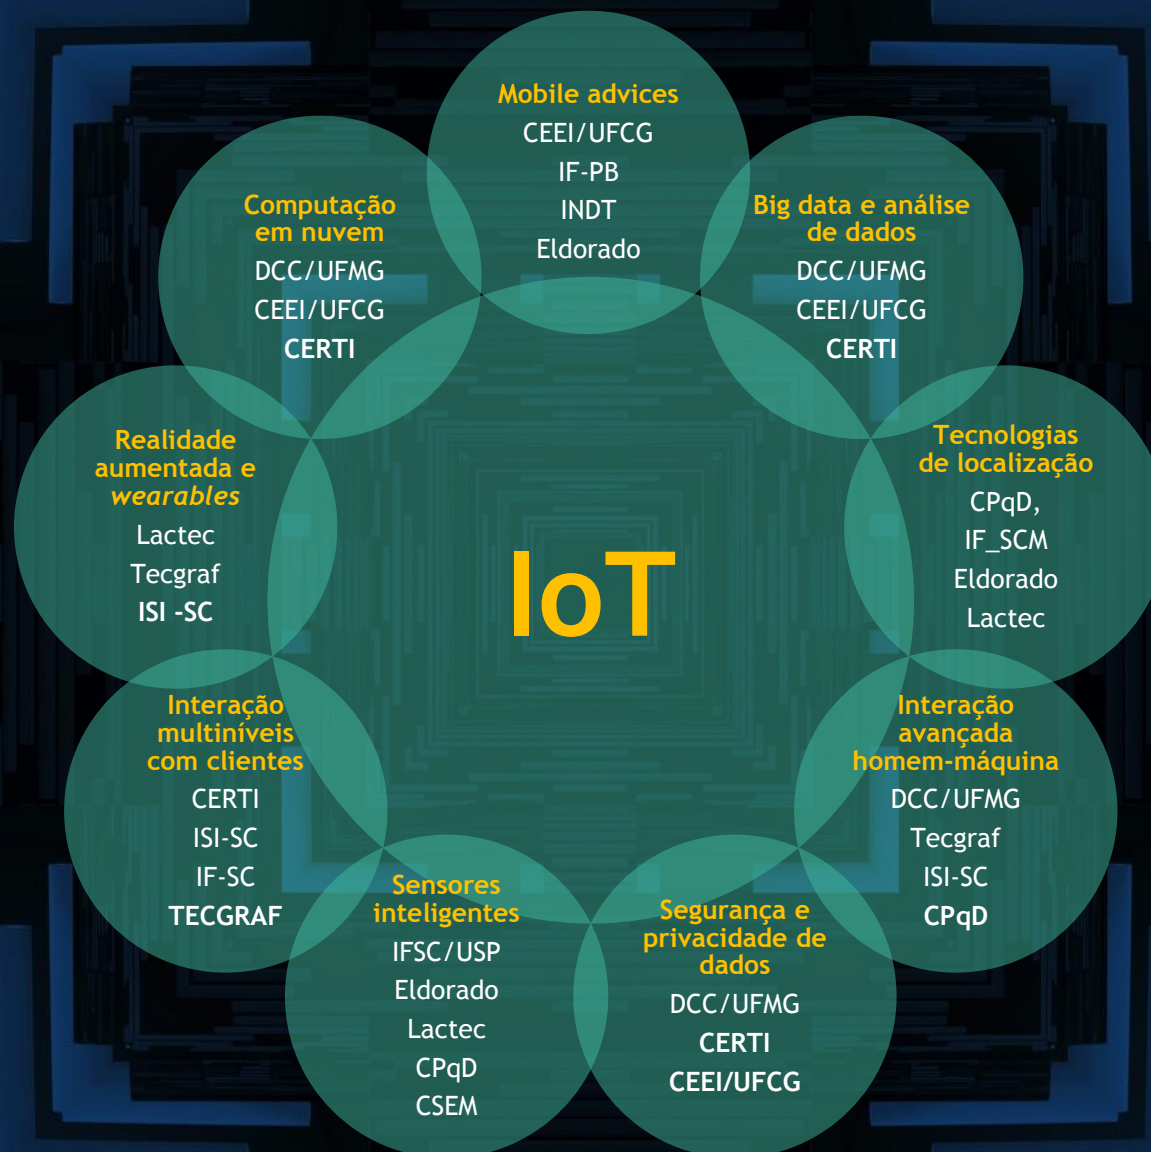 Mobile advices
CEEI/UFCG
IF-PB
INDT
Eldorado
Computação
em nuvem
DCC/UFMG
CEEI/UFCG
CERTI
Big data e análise
de dados
DCC/UFMG
CEEI/UFCG
CERTI
Realidade
aumentada e
wearables
Lactec
Tecgraf
ISI -SC
Tecnologias
de localização
CPqD,
IF_SCM
Eldorado
Lactec
IoT
Interação
multiníveis
com clientes
CERTI
ISI-SC
IF-SC
TECGRAF
Interação
avançada
homem-máquina
DCC/UFMG
Tecgraf
ISI-SC
CPqD
Sensores
inteligentes
IFSC/USP
Eldorado
Lactec
CPqD
CSEM
Segurança e
privacidade de
dados
DCC/UFMG
CERTI
CEEI/UFCG